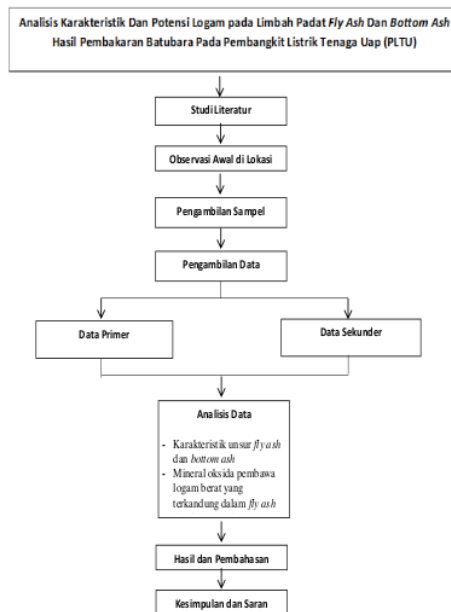 Analisis Karakteristik Dan Potensi Logam pada Limbah Padat Fly Ash Dan Bottom Ash
Hasil Pembakaran Batubara Pada Pembangkit Listrik Tenaga Uap (PLTU)
Studi Literatur
Observasi Awal di Lokasi
Pengambilan Sampel
Pengambilan Data
Data Primer
Data Sekunder
Analisis Data
- Karakteristik unsur fly ash
dan bottom ash
- Mineral oksida pembawa
logam berat yang
terkandung dalam fly ash
Hasil dan Pembahasan
Kesimpulan dan Saran